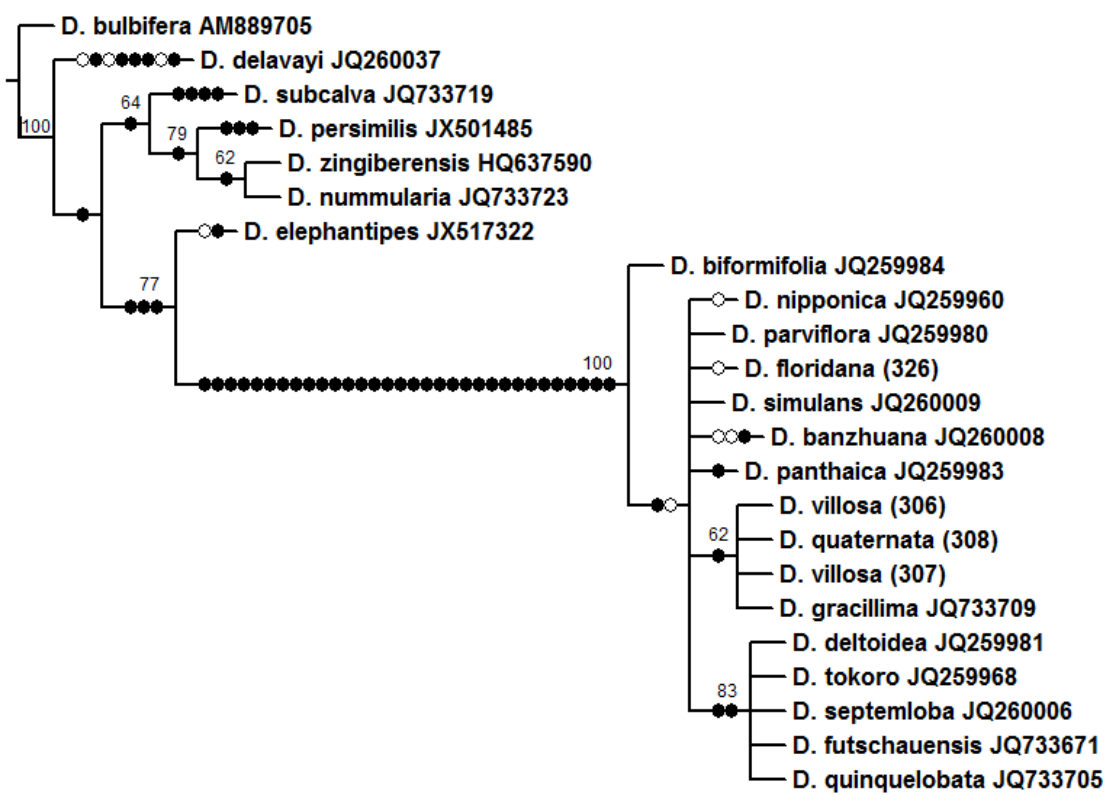 D. bulbifera AM889705
D. delavayi JQ260037
100
64
D. subcalva JQ733719
79
D. persimilis JX501485
62
D. zingiberensis HQ637590
D. nummularia JQ733723
D. elephantipes JX517322
77
D. biformifolia JQ259984
D. nipponica JQ259960
D. parviflora JQ259980
100
D. floridana (326)
D. simulans JQ260009
D. banzhuana JQ260008
D. panthaica JQ259983
D. villosa (306)
62
D. quaternata (308)
D. villosa (307)
D. gracillima JQ733709
D. deltoidea JQ259981
D. tokoro JQ259968
83
D. septemloba JQ260006
D. futschauensis JQ733671
D. quinquelobata JQ733705